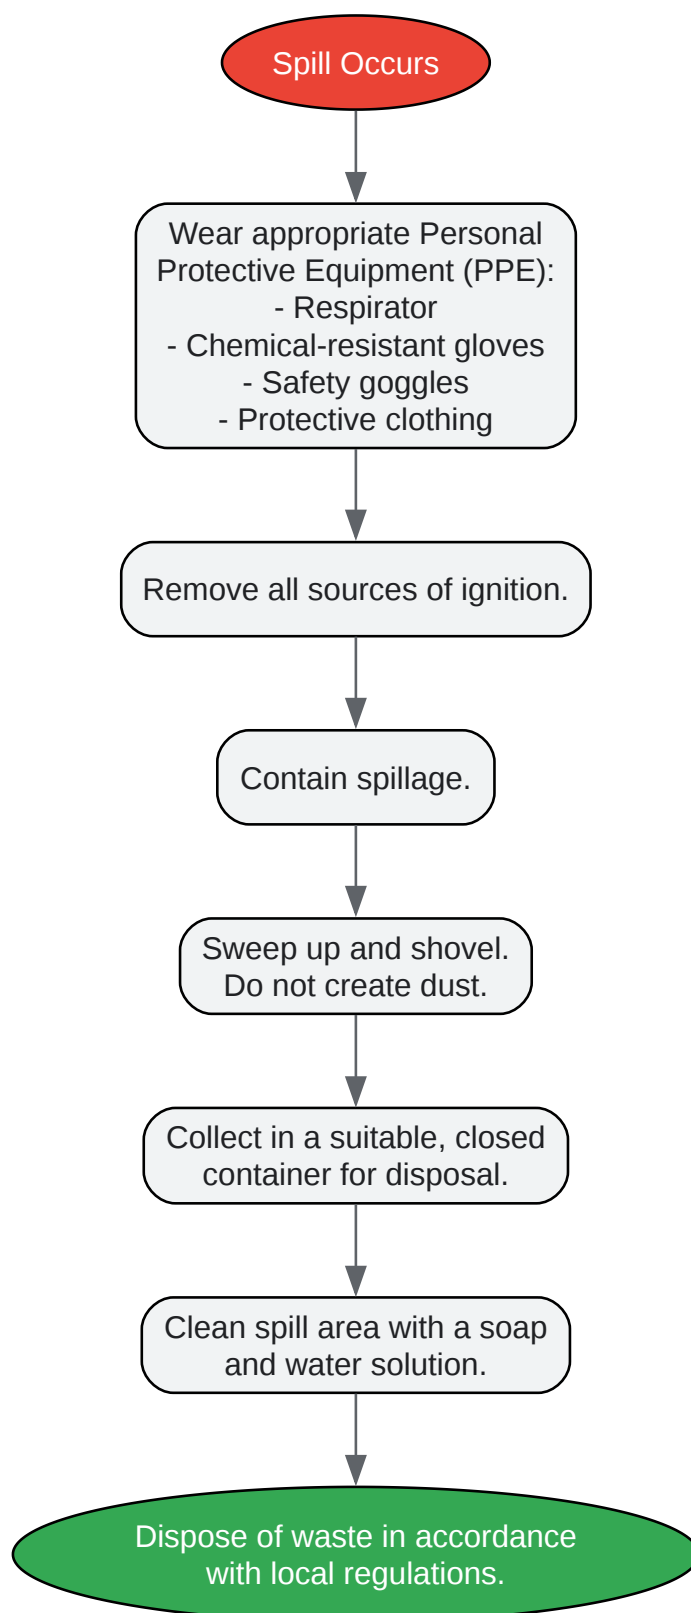 Spill Occurs
Wear appropriate Personal
Protective Equipment (PPE):
- Respirator
- Chemical-resistant gloves
- Safety goggles
- Protective clothing
Remove all sources of ignition.
Contain spillage.
Sweep up and shovel.
Do not create dust.
Collect in a suitable, closed
container for disposal.
Clean spill area with a soap
and water solution.
Dispose of waste in accordance
with local regulations.